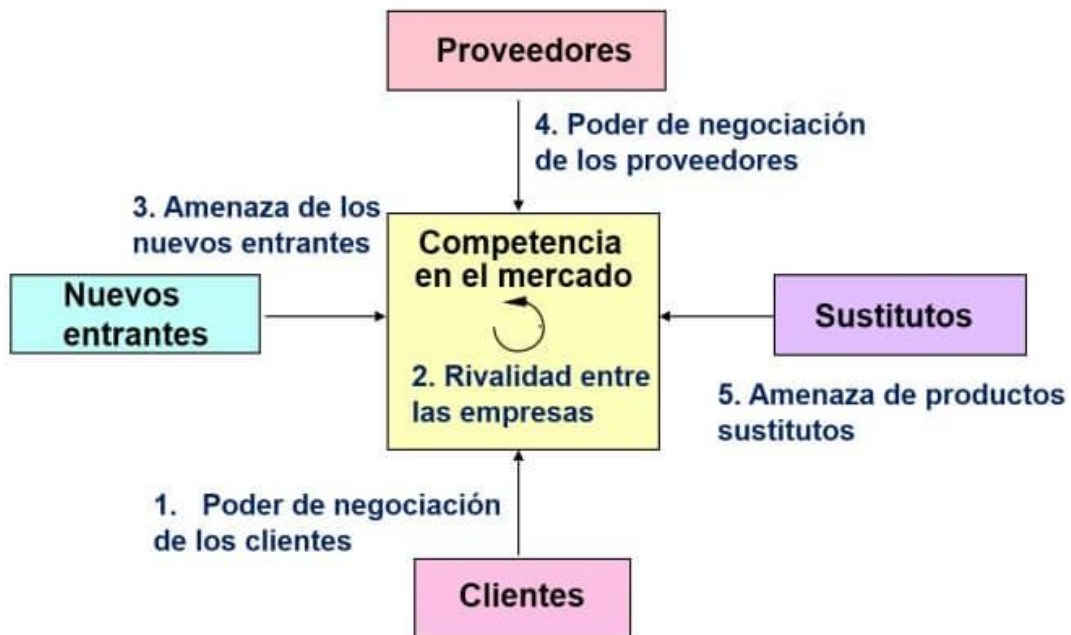 Proveedores
4. Poder de negociación
de los proveedores
3. Amenaza de los
nuevos entrantes
Competencia
en el mercado
Nuevos
entrantes
Sustitutos
2. Rivalidad entre
las empresas
5. Amenaza de productos
sustitutos
1. Poder de negociación
de los clientes
Clientes